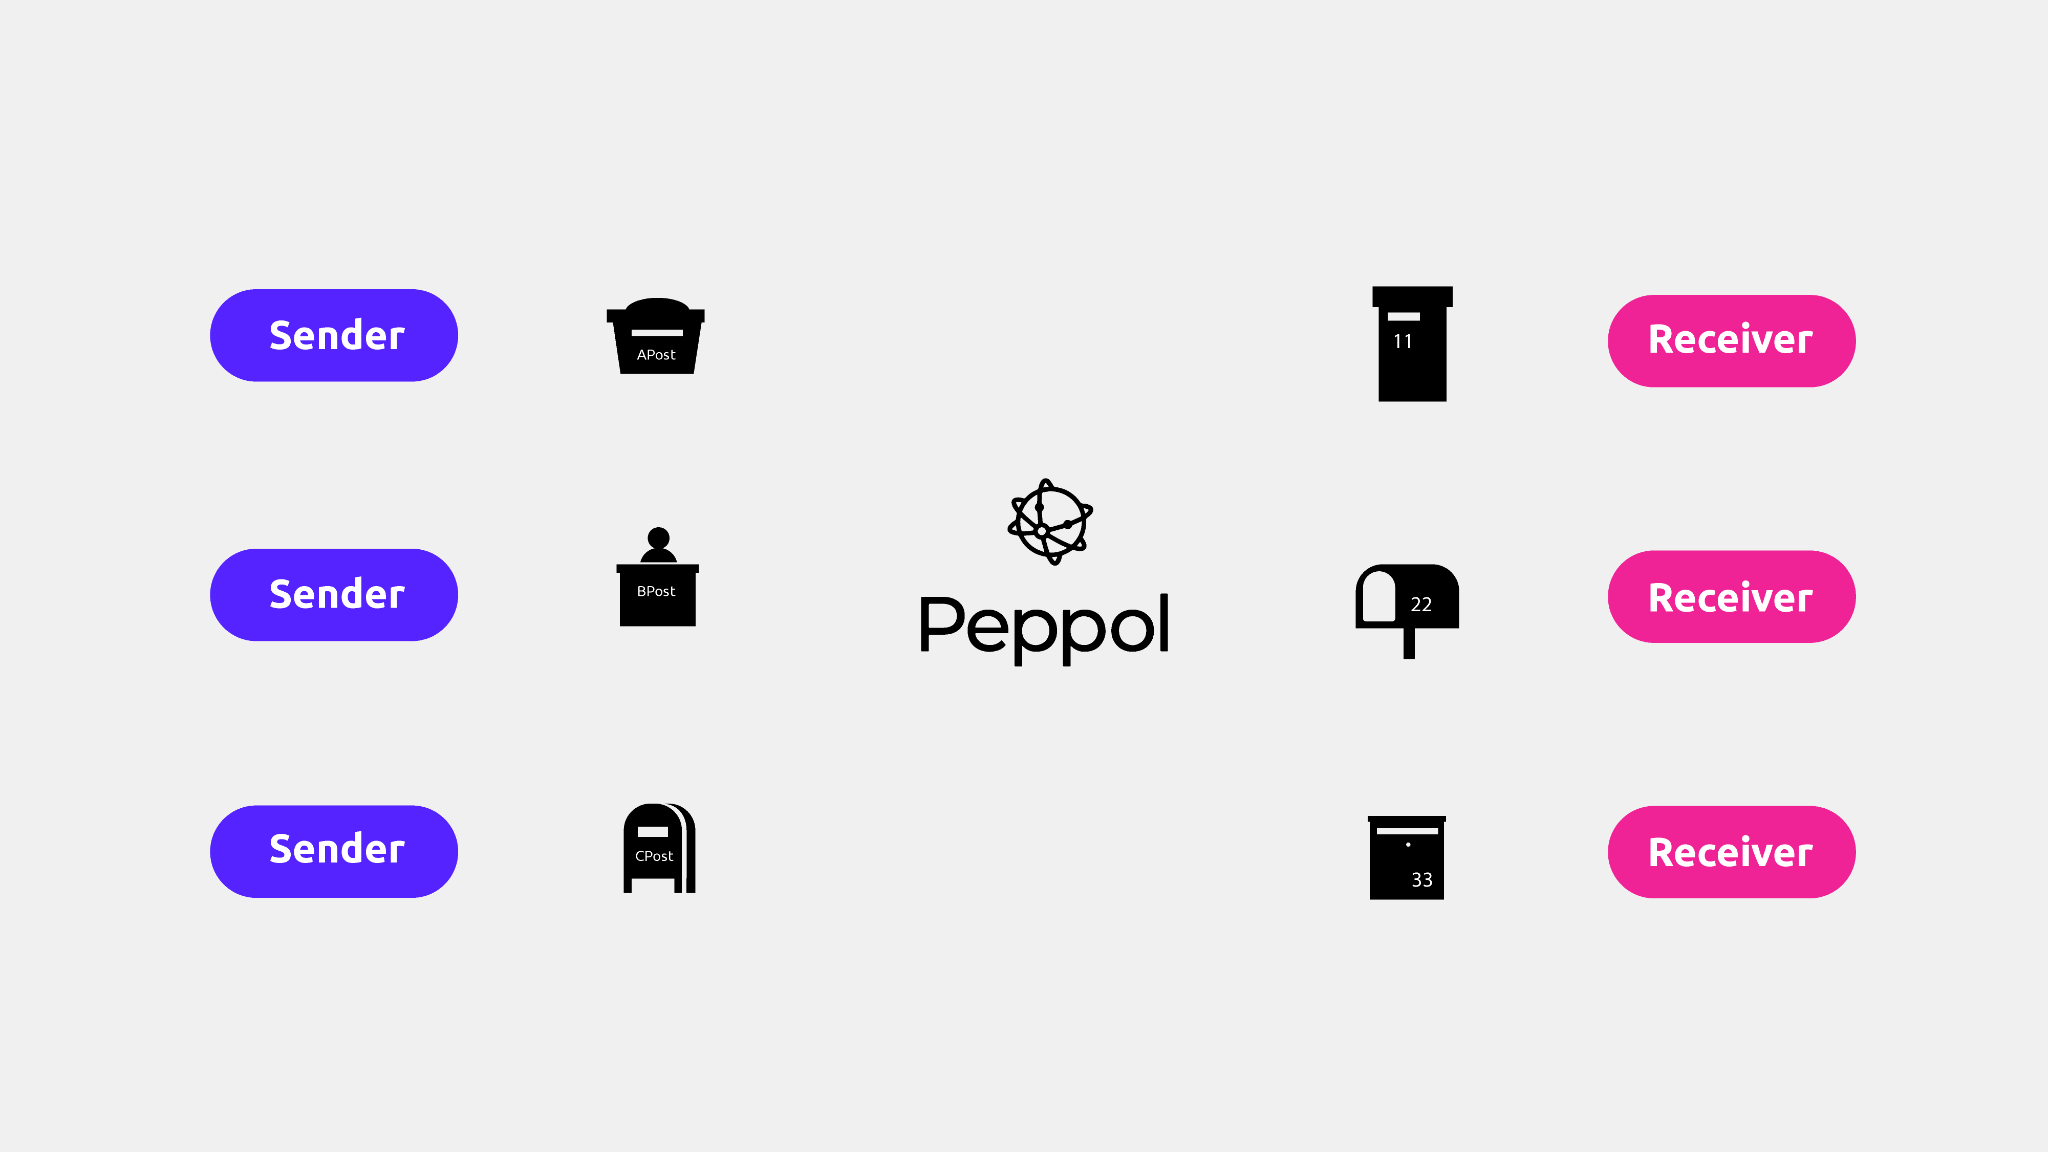 Sender
APost
11
Receiver
Sender
BPost
Peppol
22
Receiver
Sender
CPost
33
Receiver